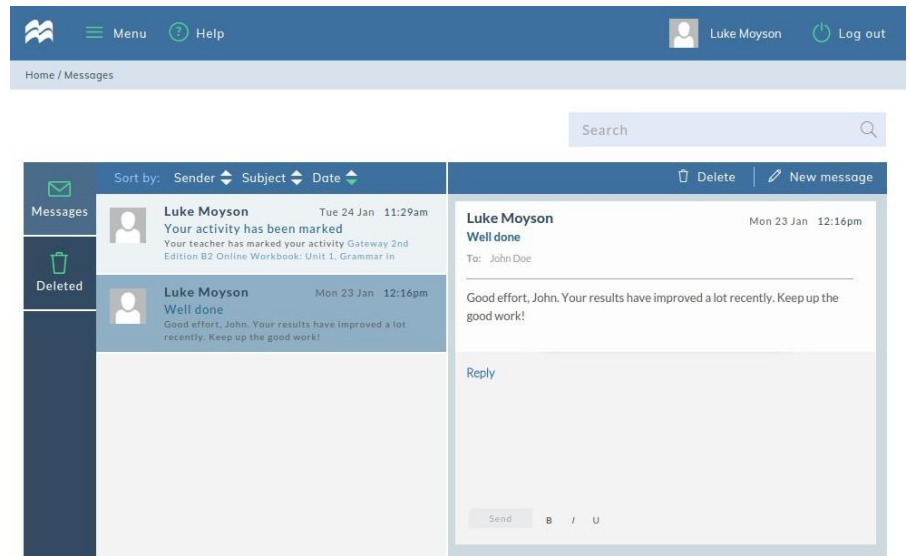 Menu ? Help Luke Moyson Log out
Home / Messages
Search
Sort by: Sender Subject Date
Delete New message
Messages
Deleted
Luke Moyson Tue 24 Jan 11:29am
Your activity has been marked
Your teacher has marked your activity Gateway 2nd
Edition B2 Online Workbook: Unit 1, Grammar in
Luke Moyson Mon 23 Jan 12:16pm
Well done
Good effort, John. Your results have improved a lot
recently. Keep up the good work!
Luke Moyson Mon 23 Jan 12:16pm
Well done
To: John Doe
Good effort, John. Your results have improved a lot recently. Keep up the
good work!
Reply
Send B I U